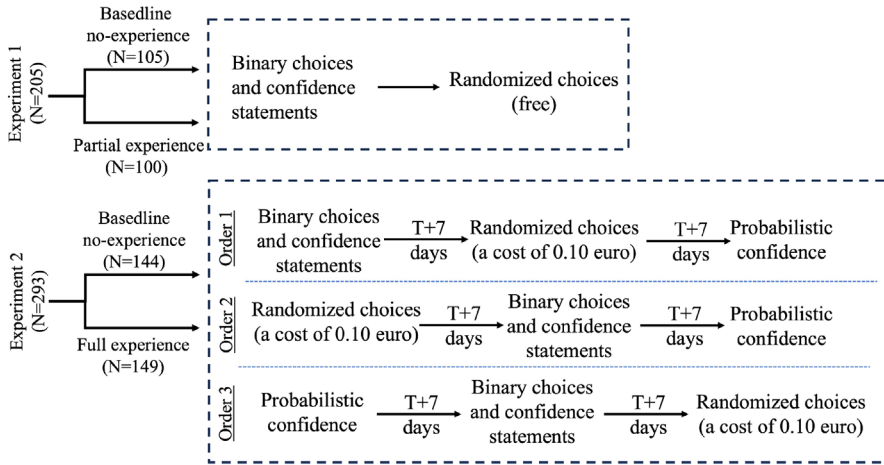 Experiment 1
(N=205)
Basedline
no-experience
(N=105)
Partial experience
(N=100)
Binary choices
and confidence
statements
Randomized choices
(free)
Experiment 2
(N=293)
Basedline
no-experience
(N=144)
Full experience
(N=149)
Order 1
Binary choices
and confidence
statements
T+7
days
Randomized choices
(a cost of 0.10 euro)
T+7
days
Probabilistic
confidence
Order 2
Randomized choices
(a cost of 0.10 euro)
T+7
days
Binary choices
and confidence
statements
T+7
days
Probabilistic
confidence
Order 3
Probabilistic
confidence
T+7
days
Binary choices
and confidence
statements
T+7
days
Randomized choices
(a cost of 0.10 euro)